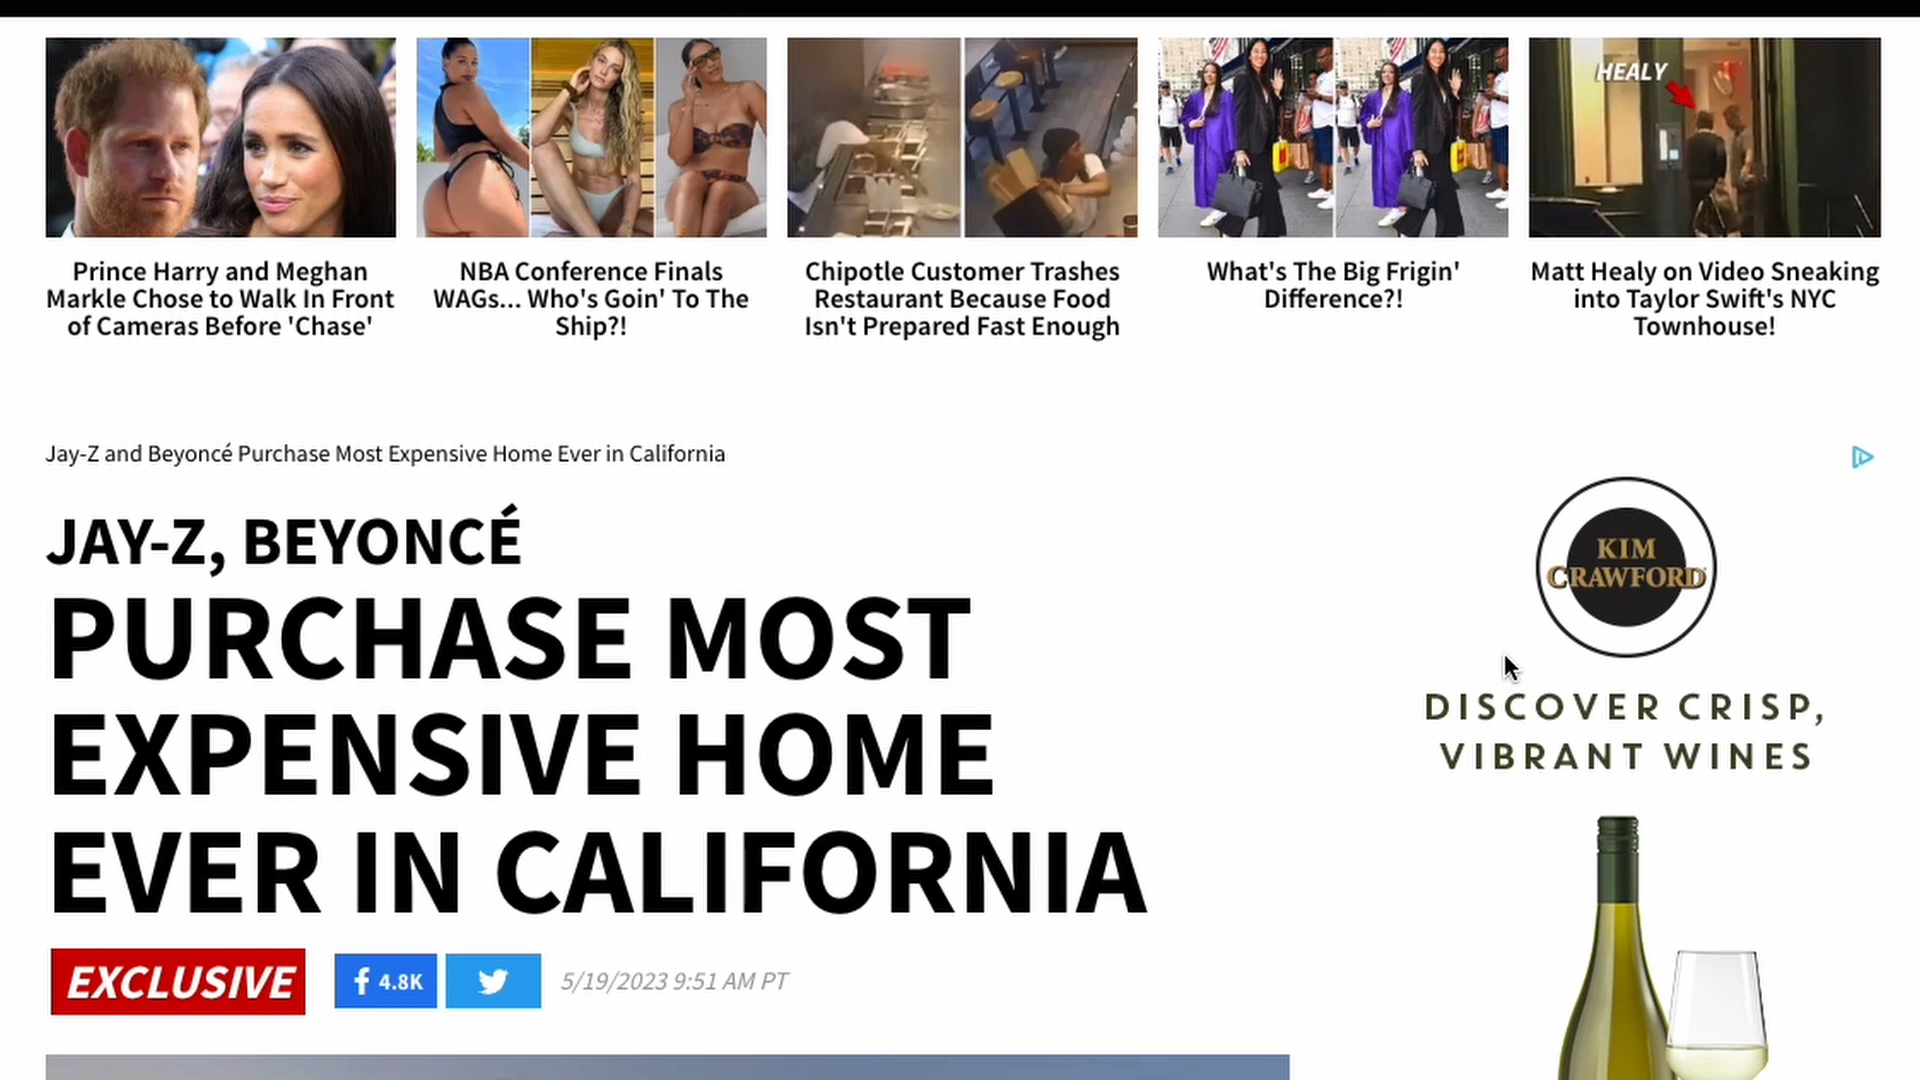 HEALY
Prince Harry and Meghan
Markle Chose to Walk In Front
of Cameras Before 'Chase'
NBA Conference Finals
WAGs... Who's Goin' To The
Ship?!
Chipotle Customer Trashes
Restaurant Because Food
Isn't Prepared Fast Enough
What's The Big Frigin'
Difference?!
Matt Healy on Video Sneaking
into Taylor Swift's NYC
Townhouse!
Jay-Z and Beyoncé Purchase Most Expensive Home Ever in California
JAY-Z, BEYONCÉ
PURCHASE MOST
EXPENSIVE HOME
EVER IN CALIFORNIA
EXCLUSIVE
4.8K
5/19/2023 9:51 AM PT
KIM
CRAWFORD
DISCOVER CRISP,
VIBRANT WINES